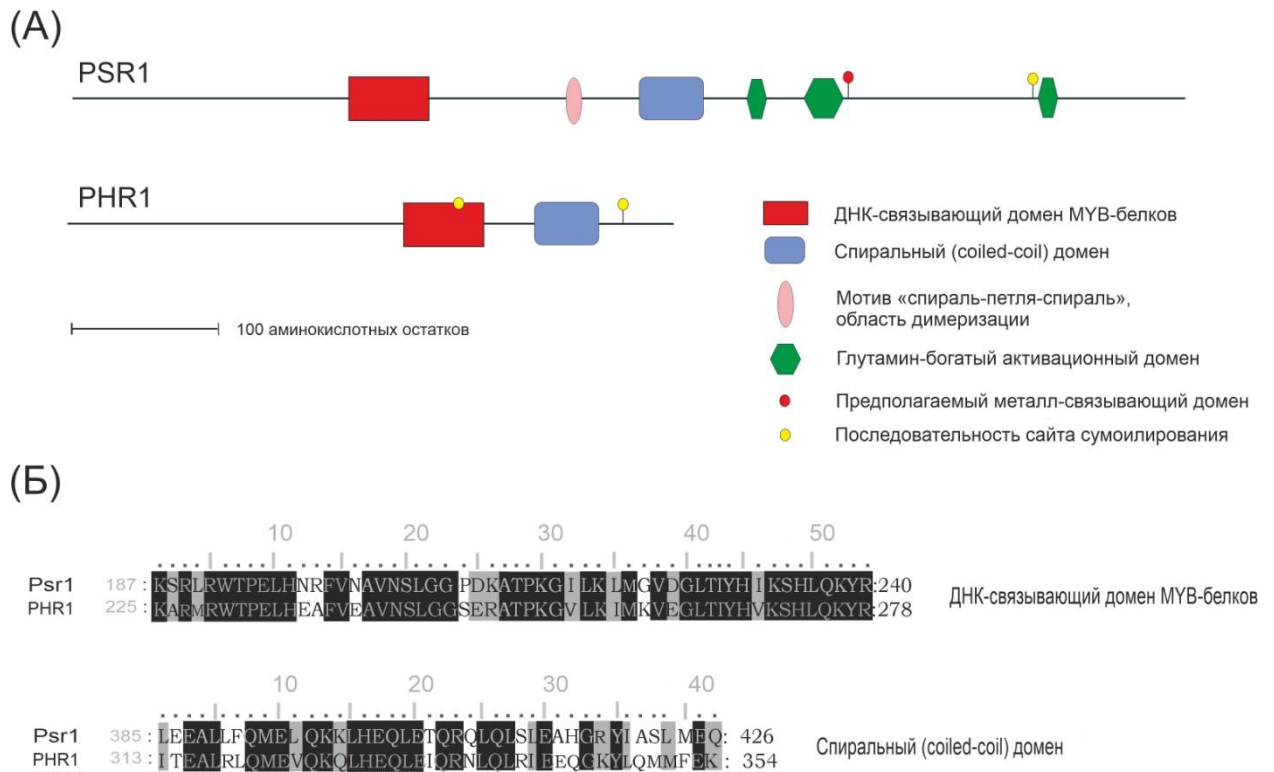 (А)
PSR1
PHR1
ДНК-связывающий домен MYB-белков
Спиральный (coiled-coil) домен
Мотив «спираль-петля-спираль»,
область димеризации
100 аминокислотных остатков
Глутамин-богатый активационный домен
Предполагаемый металл-связывающий домен
Последовательность сайта сумоилирования
(Б)
10 20 30 40 50
Psr1 187 : KSRLRWTPELHNRFVNAVNSLGGPDKATPKGILKLMGVDGLTIYHIKSHLQKYR:240
PHR1 225 : KARMRWTPELHEAFVEAVNSLGGSERATPKGVLKIMKVEGLTIYHVKSHLQKYR:278
ДНК-связывающий домен MYB-белков
10 20 30 40
Psr1 385 : LEEALLFQMELQKKLHEQLETQRQLQLSLEAHGRYIASLMEQ: 426
PHR1 313 : ITEALRLQMEVQKQLHEQLEIQRNLQLRIEEQGKYLQMMFEK: 354
Спиральный (coiled-coil) домен